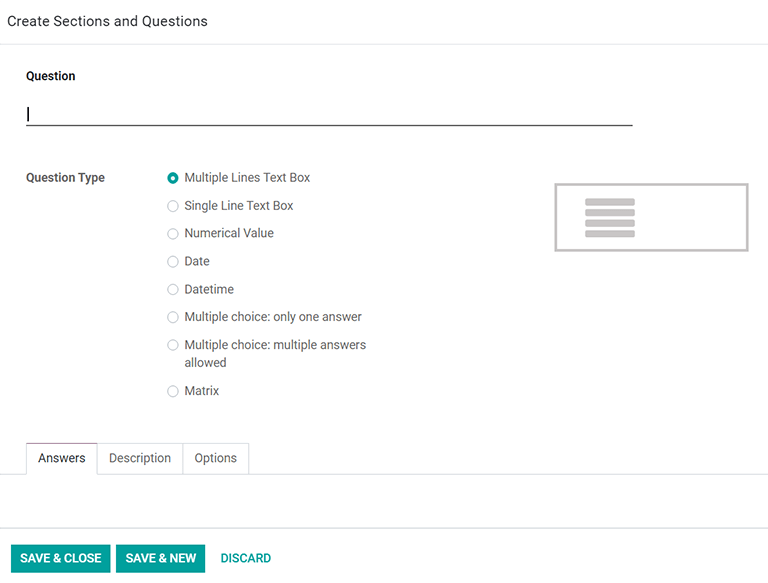 Create Sections and Questions
Question
Question Type
Multiple Lines Text Box
Single Line Text Box
Numerical Value
Date
Datetime
Multiple choice: only one answer
Multiple choice: multiple answers
allowed
Matrix
Answers Description Options
SAVE & CLOSE SAVE & NEW DISCARD